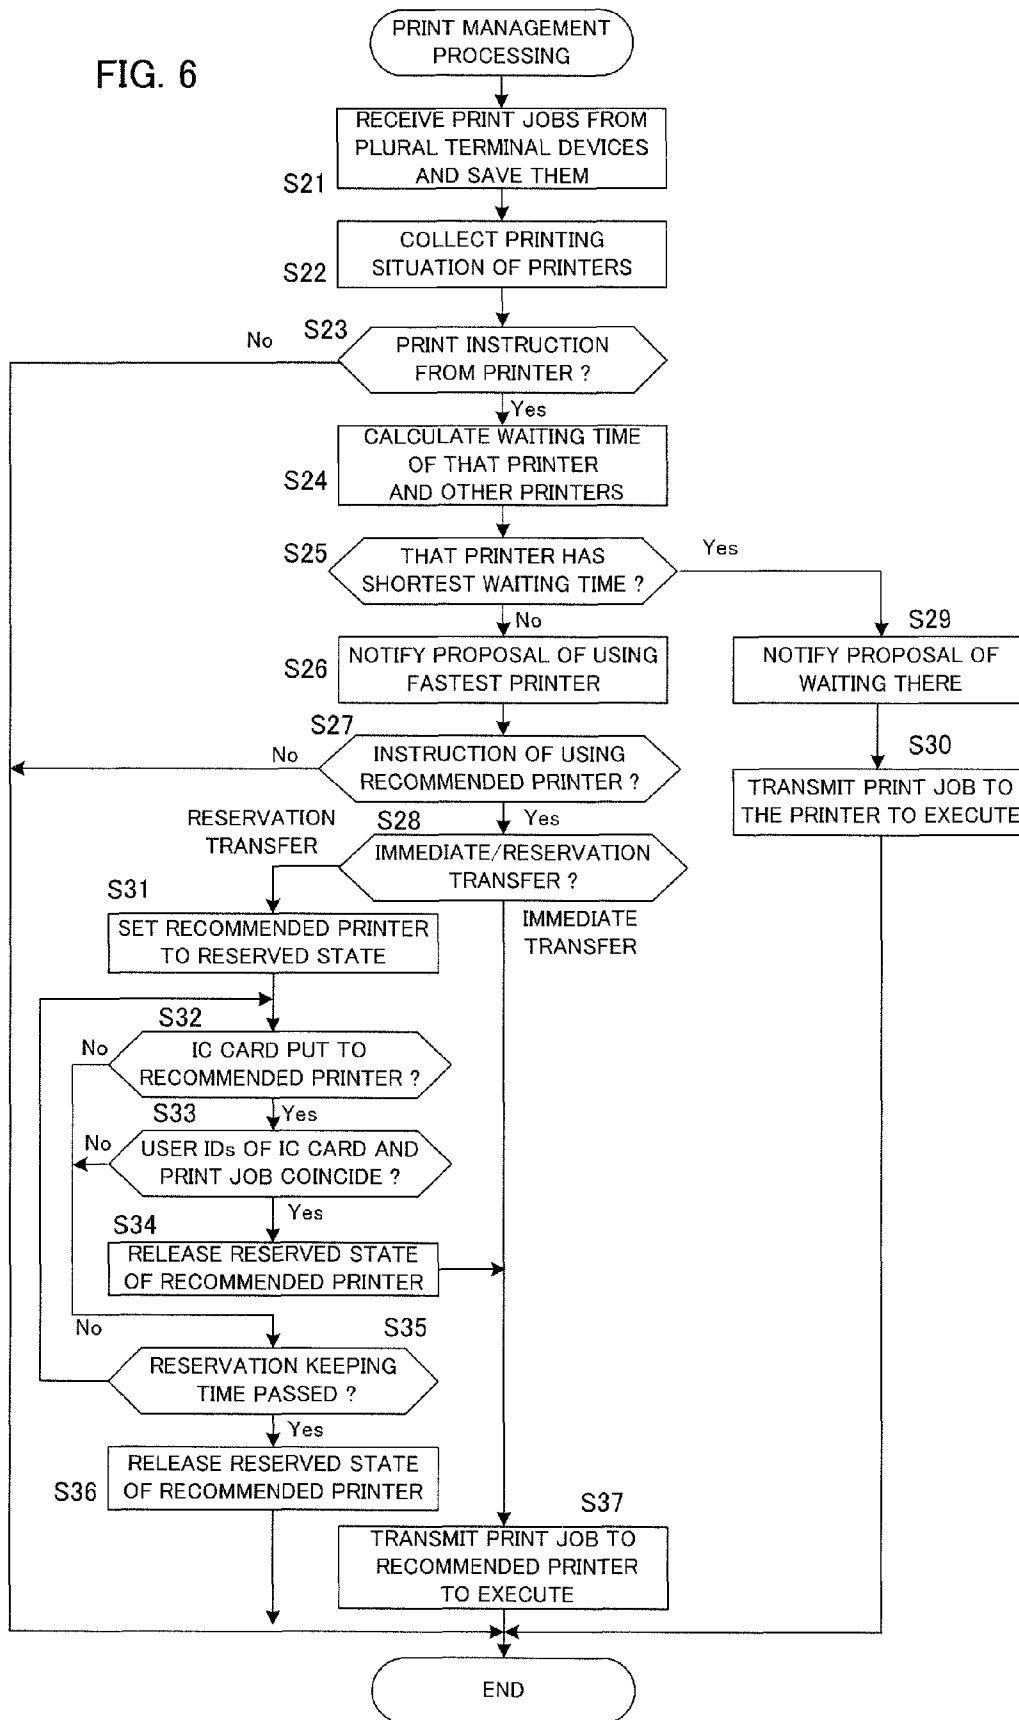 FIG. 6
PRINT MANAGEMENT
PROCESSING
RECEIVE PRINT JOBS FROM
PLURAL TERMINAL DEVICES
AND SAVE THEM
S21
COLLECT PRINTING
SITUATION OF PRINTERS
S22
S23
No
PRINT INSTRUCTION
FROM PRINTER ?
Yes
CALCULATE WAITING TIME
OF THAT PRINTER
AND OTHER PRINTERS
S24
S25
THAT PRINTER HAS
SHORTEST WAITING TIME ?
Yes
No
S29
NOTIFY PROPOSAL OF USING
FASTEST PRINTER
S26
NOTIFY PROPOSAL OF
WAITING THERE
S27
No
INSTRUCTION OF USING
RECOMMENDED PRINTER ?
S30
TRANSMIT PRINT JOB TO
THE PRINTER TO EXECUTE
Yes
RESERVATION
TRANSFER
S28
IMMEDIATE/RESERVATION
TRANSFER ?
S31
IMMEDIATE
TRANSFER
SET RECOMMENDED PRINTER
TO RESERVED STATE
S32
No
IC CARD PUT TO
RECOMMENDED PRINTER ?
Yes
S33
No
USER IDs OF IC CARD AND
PRINT JOB COINCIDE ?
Yes
S34
RELEASE RESERVED STATE
OF RECOMMENDED PRINTER
No
S35
RESERVATION KEEPING
TIME PASSED ?
Yes
RELEASE RESERVED STATE
OF RECOMMENDED PRINTER
S36
S37
TRANSMIT PRINT JOB TO
RECOMMENDED PRINTER
TO EXECUTE
END